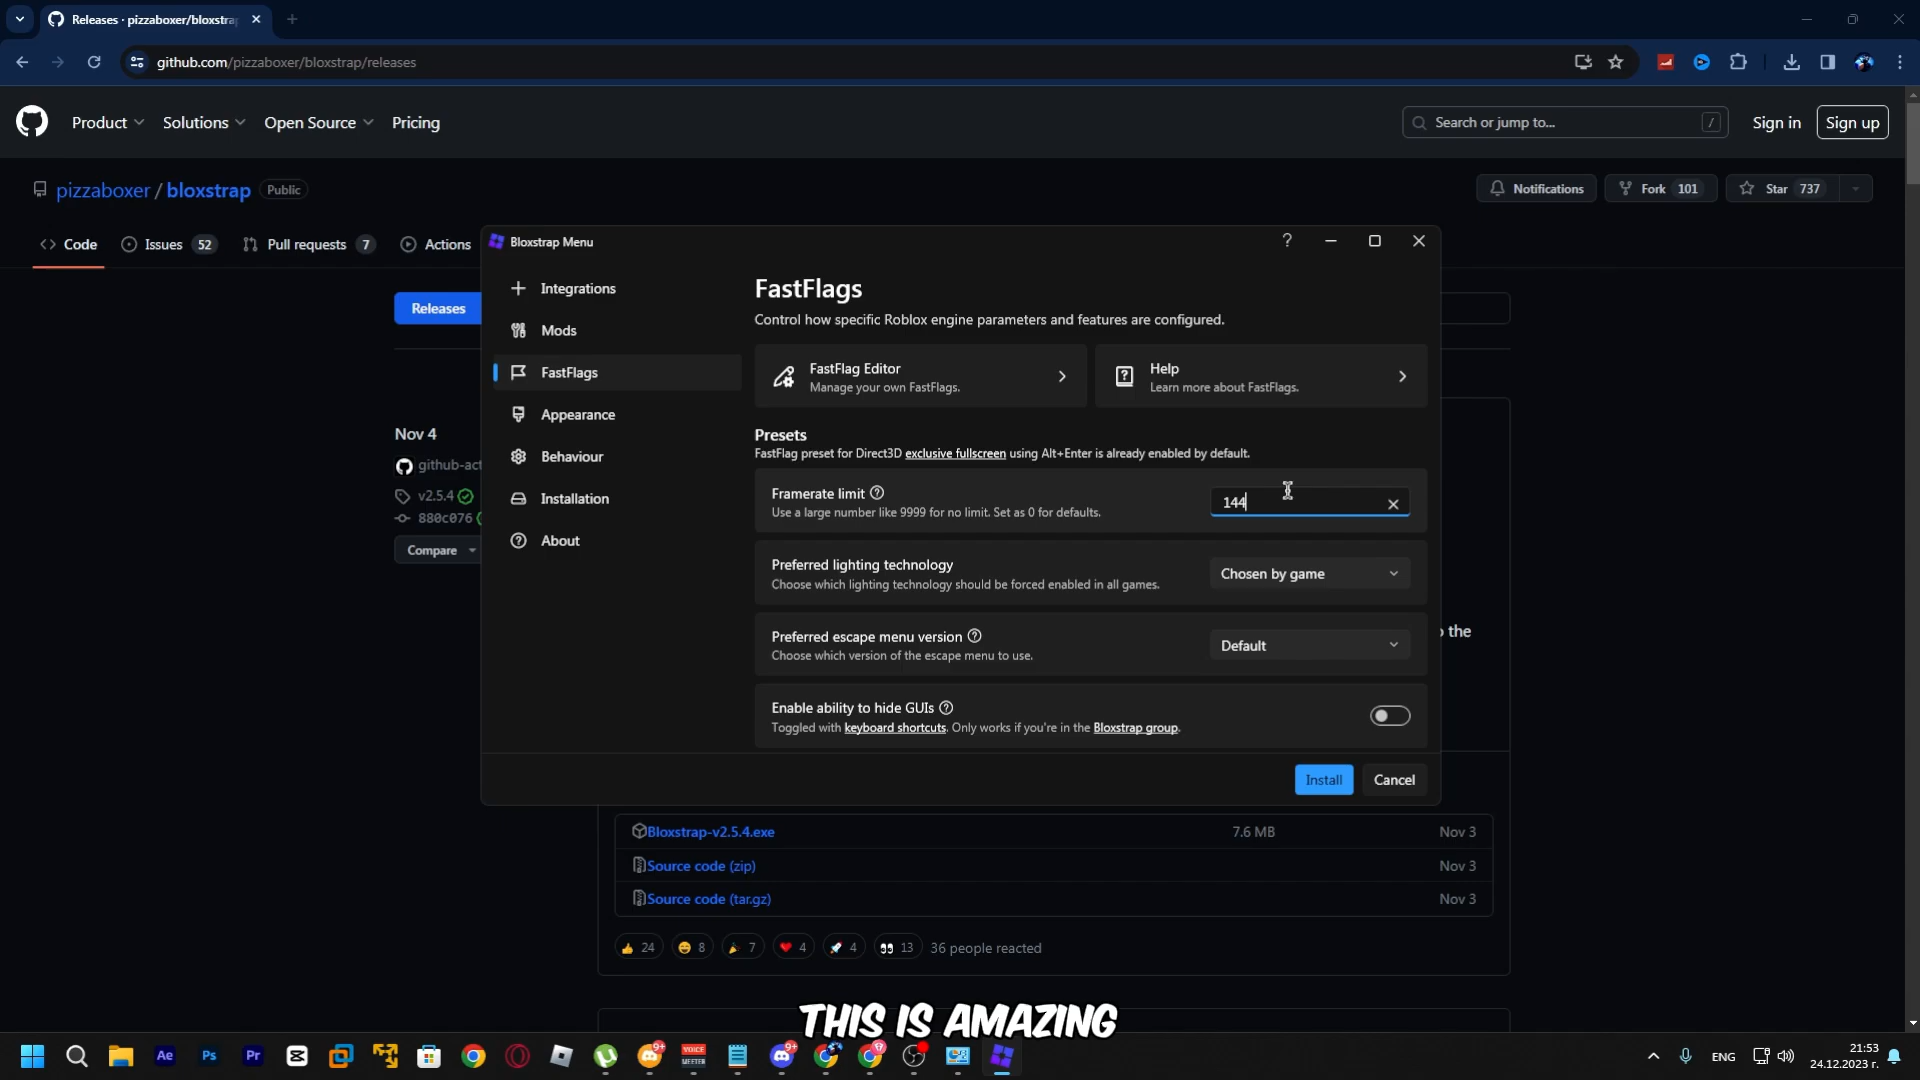 Releases · pizzaboxer/bloxstrap
github.com/pizzaboxer/bloxstrap/releases
Product Solutions Open Source Pricing
Search or jump to... /
Sign in Sign up
pizzaboxer / bloxstrap Public
Notifications Fork 101 Star 737
Code Issues 52 Pull requests 7 Actions
Releases
Nov 4
github-act
v2.5.4
880c076
Compare
Bloxstrap Menu ?
Integrations
Mods
FastFlags
Appearance
Behaviour
Installation
About
FastFlags
Control how specific Roblox engine parameters and features are configured.
FastFlag Editor
Manage your own FastFlags.
Help
Learn more about FastFlags.
Presets
FastFlag preset for Direct3D exclusive fullscreen using Alt+Enter is already enabled by default.
Framerate limit
Use a large number like 9999 for no limit. Set as 0 for defaults.
144
Preferred lighting technology
Choose which lighting technology should be forced enabled in all games.
Chosen by game
Preferred escape menu version
Choose which version of the escape menu to use.
Default
Enable ability to hide GUIs
Toggled with keyboard shortcuts. Only works if you're in the Bloxstrap group.
Install Cancel
the
Bloxstrap-v2.5.4.exe 7.6 MB Nov 3
Source code (zip) Nov 3
Source code (tar.gz) Nov 3
24 8 7 4 4 13 36 people reacted
THIS IS AMAZING
Ae Ps Pr
VOICE MEETER
9+ 9+
ENG
21:53
24.12.2023 г.